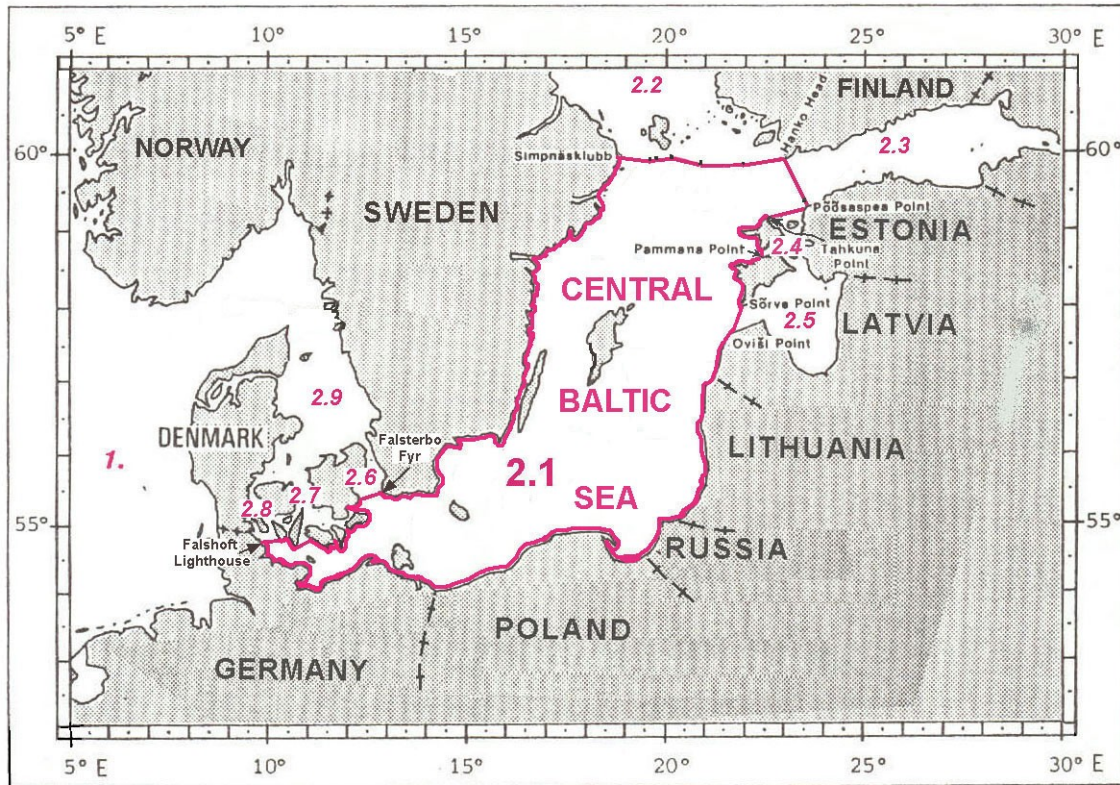 5° E 10° 15° 20° 25° 30° E
2.2
FINLAND
Hanko Head
NORWAY
2.3
60°
60°
Simpnäsklubb
SWEDEN
Põõsaspea Point
ESTONIA
Pammana Point
2.4
Tahkuna
Point
CENTRAL
Sõrve Point
2.5
LATVIA
Oviši Point
2.9
BALTIC
DENMARK
Falsterbo
Fyr
LITHUANIA
1.
2.6
2.1
2.7
2.8
SEA
55°
55°
Falshoft
Lighthouse
RUSSIA
POLAND
GERMANY
5° E 10° 15° 20° 25° 30° E